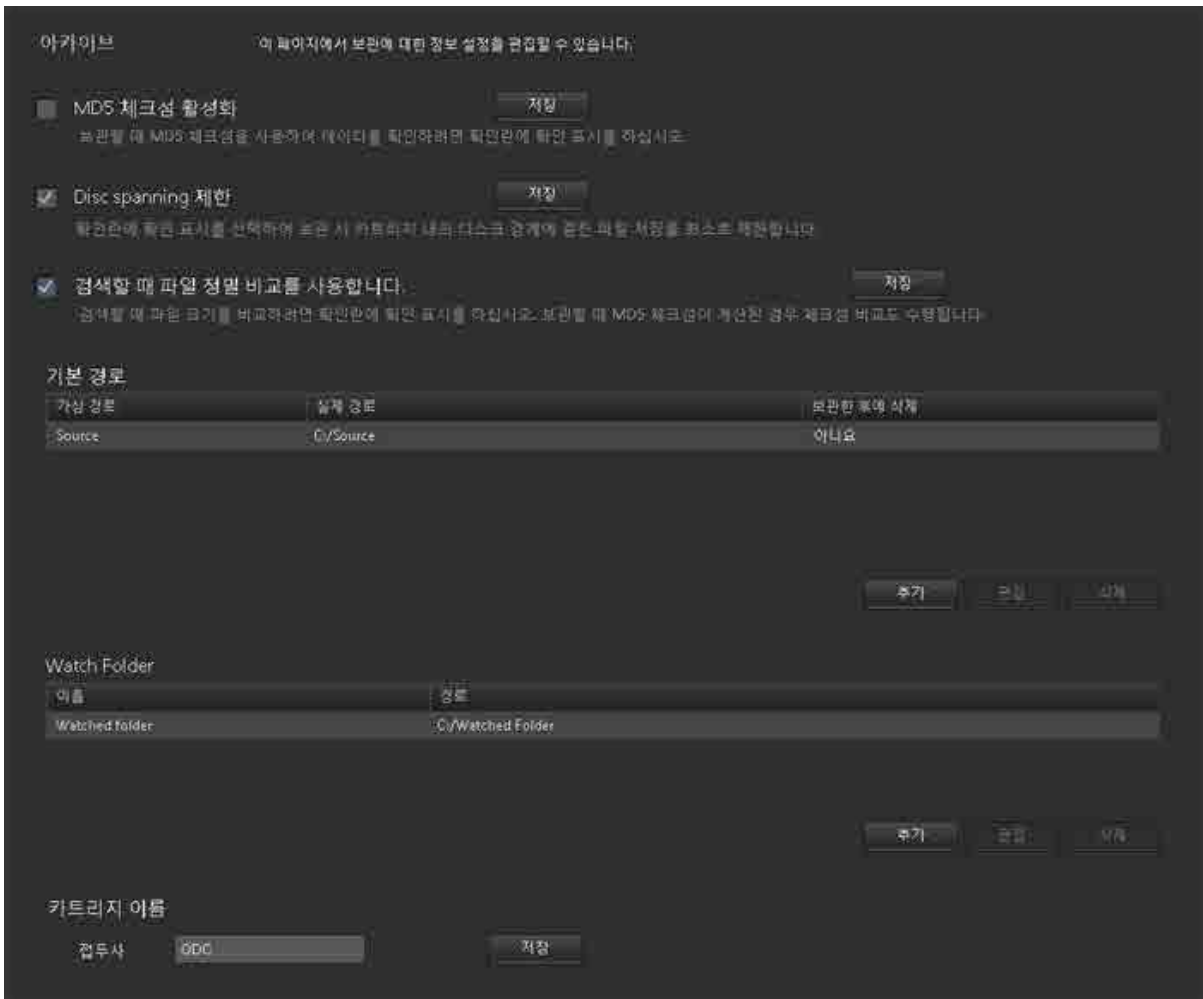 아카이브 이 페이지에서 보관에 대한 정보 설정을 편집할 수 있습니다.
MD5 체크섬 활성화 저장
보관할 때 MD5 체크섬을 사용하여 데이터를 확인하려면 확인란에 확인 표시를 하십시오.
Disc spanning 제한 저장
확인란에 확인 표시를 선택하여 보관 시 카트리지 내의 디스크 경계에 걸친 파일 저장을 최소로 제한합니다.
검색할 때 파일 정밀 비교를 사용합니다. 저장
검색할 때 파일 크기를 비교하려면 확인란에 확인 표시를 하십시오. 보관할 때 MD5 체크섬이 계산된 경우 체크섬 비교도 수행됩니다.
기본 경로
가상 경로 실제 경로 보관한 후에 삭제
Source C:/Source 아니요
추가 편집 삭제
Watch Folder
이름 경로
Watched folder C:/Watched Folder
추가 편집 삭제
카트리지 이름
접두사 ODC 저장